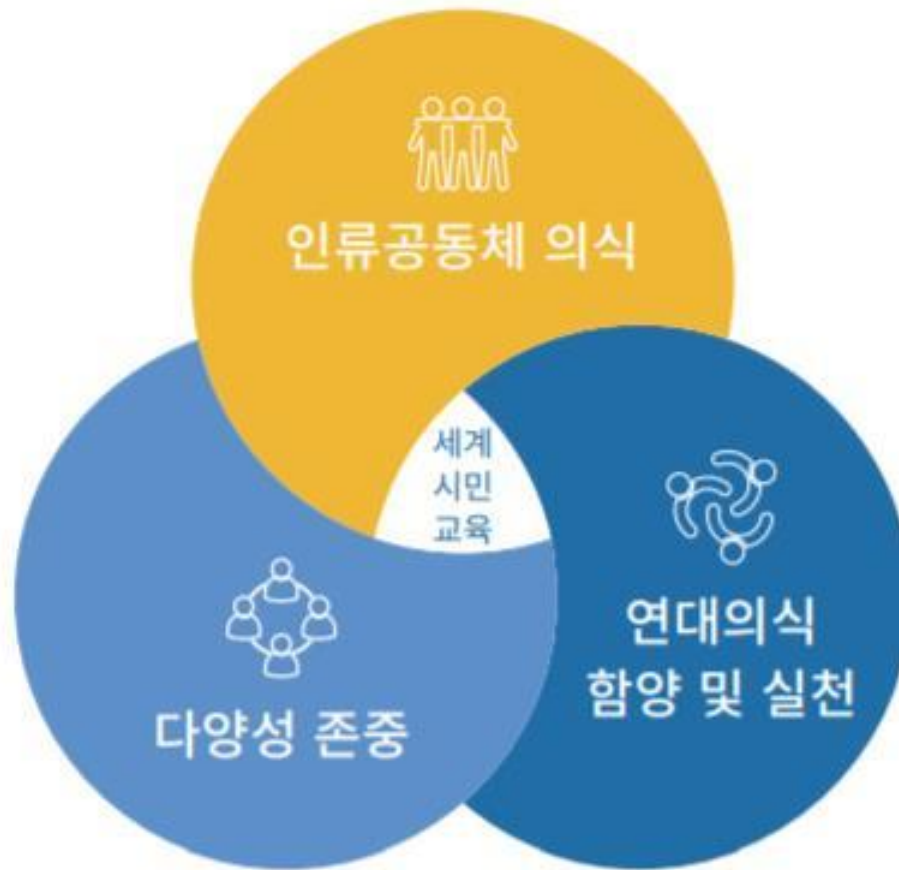 인류공동체 의식
세계
시민
교육
연대의식
함양 및 실천
다양성 존중